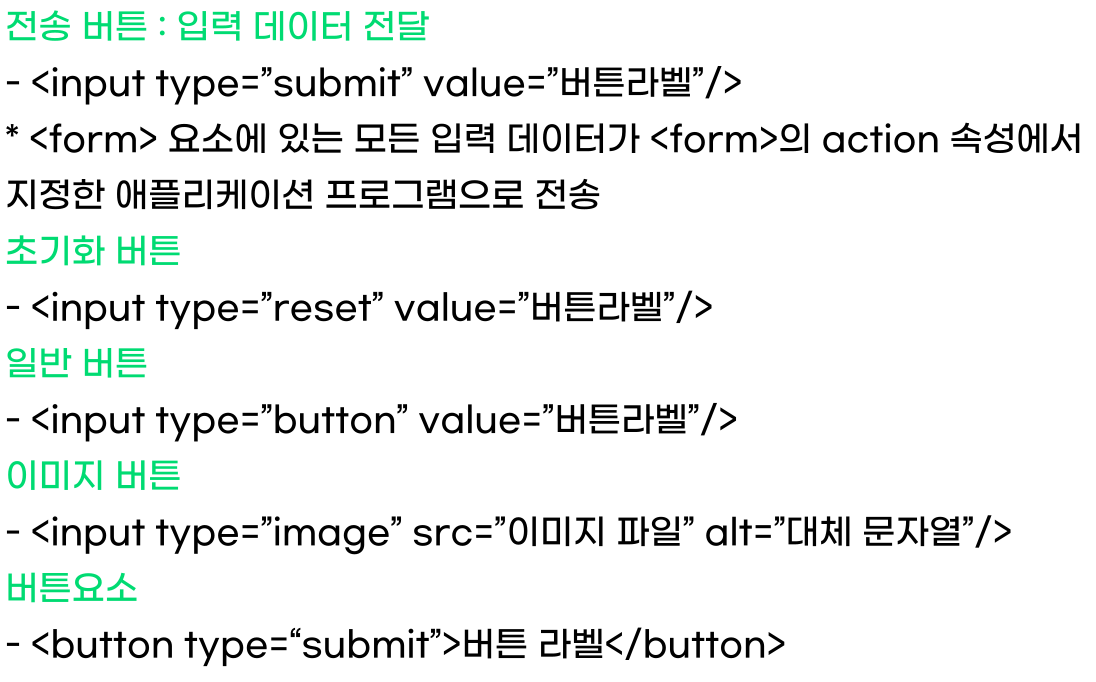 전송 버튼 : 입력 데이터 전달
- <input type=”submit” value=”버튼라벨”/>
* <form> 요소에 있는 모든 입력 데이터가 <form>의 action 속성에서
지정한 애플리케이션 프로그램으로 전송
초기화 버튼
- <input type=”reset” value=”버튼라벨”/>
일반 버튼
- <input type=”button” value=”버튼라벨”/>
이미지 버튼
- <input type=”image” src=”이미지 파일” alt=”대체 문자열”/>
버튼요소
- <button type=“submit”>버튼 라벨</button>